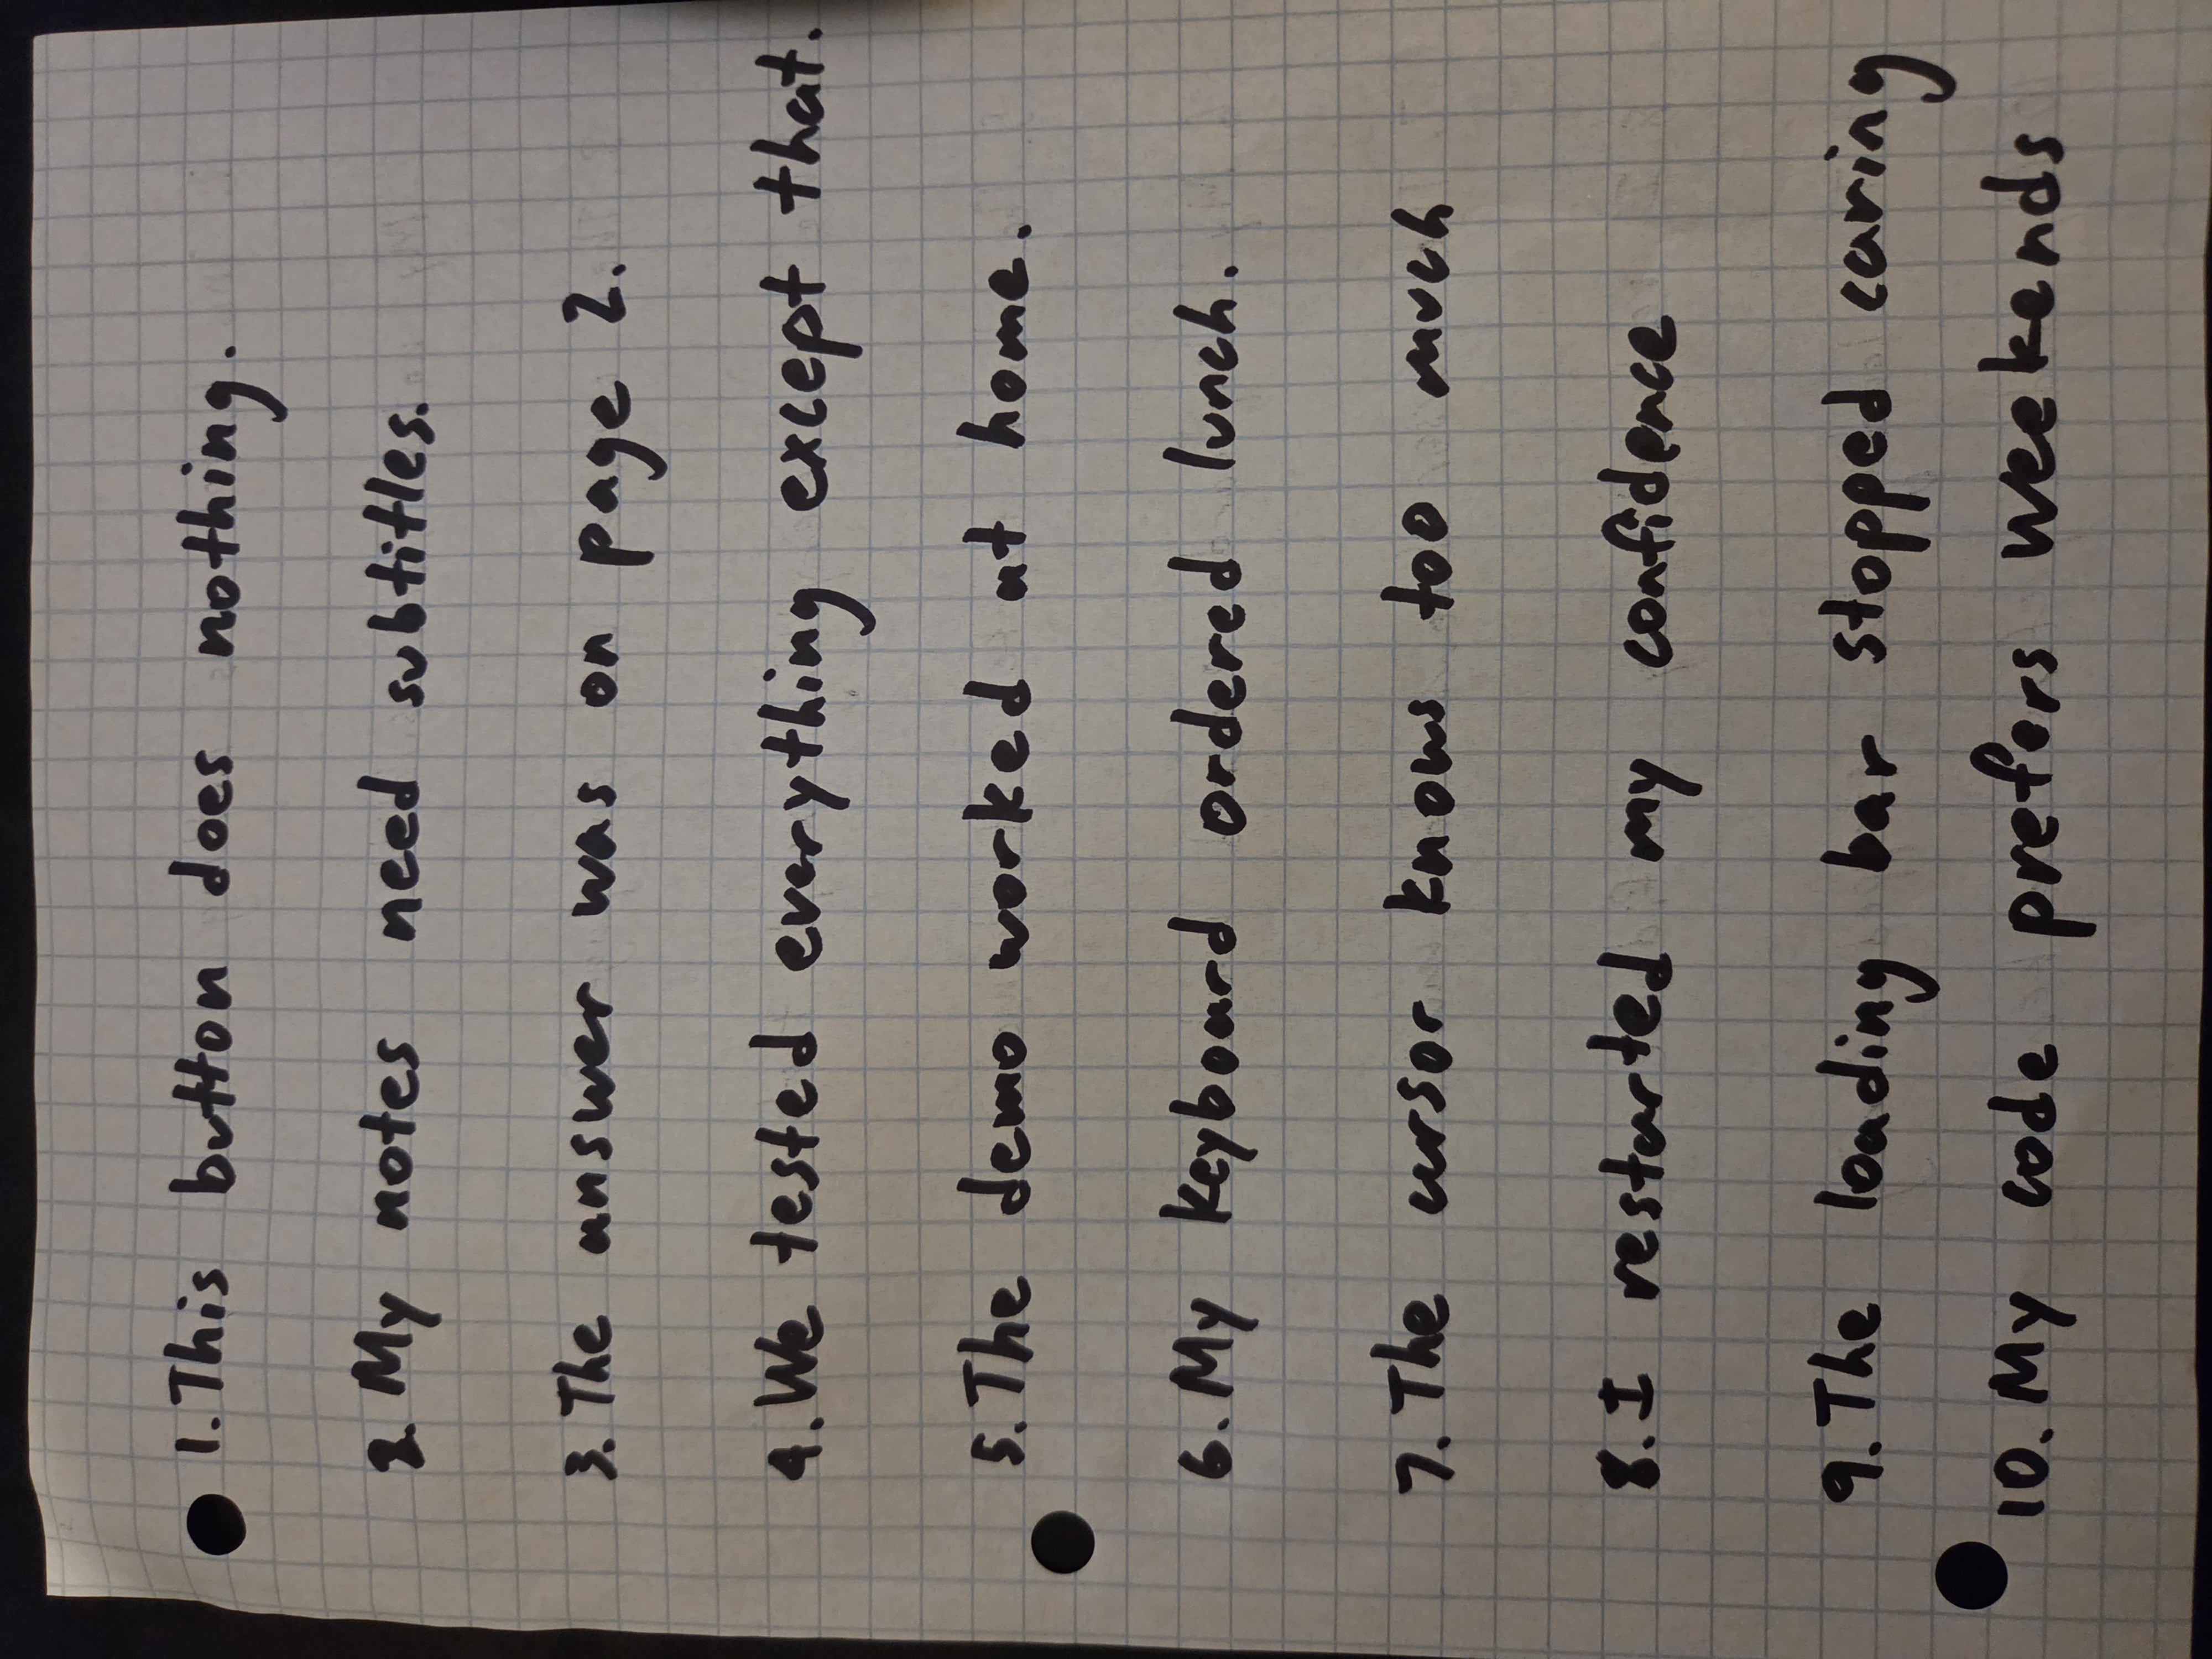 1. This button does nothing.
2. My notes need subtitles.
3. The answer was on page 2.
4. We tested everything except that.
5. The demo worked at home.
6. My keyboard ordered lunch.
7. The cursor knows too much
8. I restarted my confidence
9. The loading bar stopped caring
10. My code prefers weekends